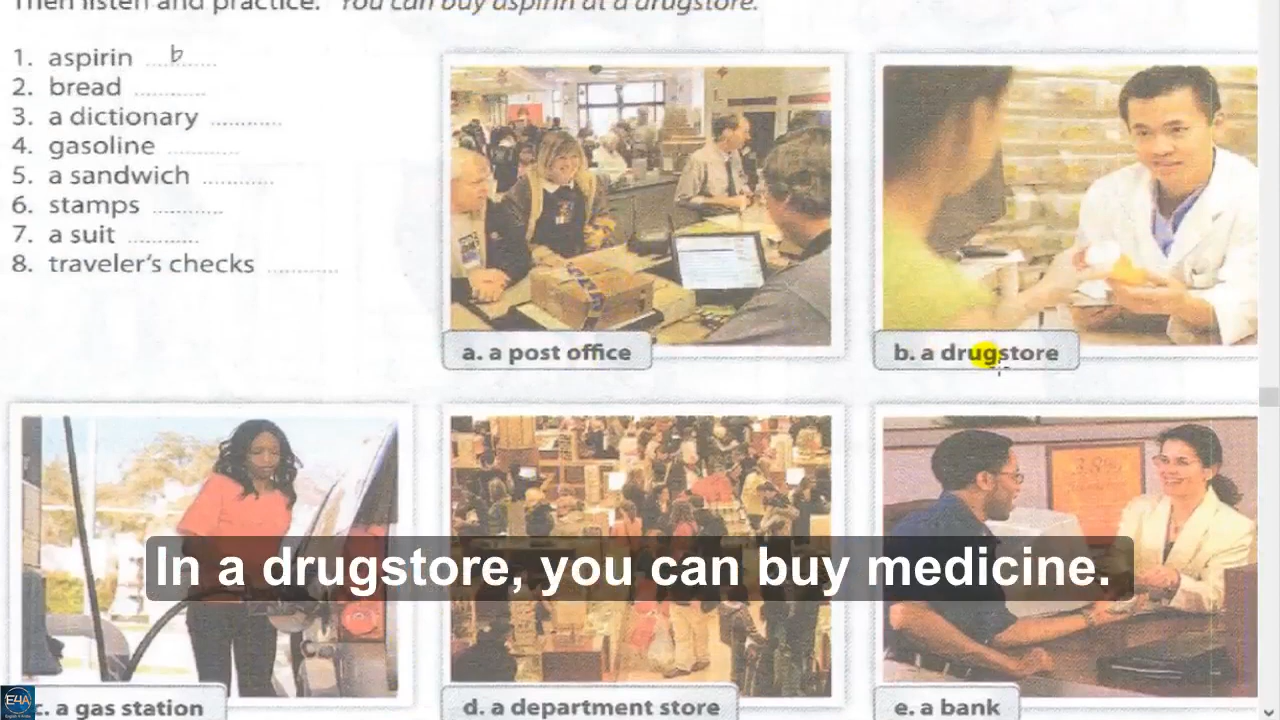 Then listen and practice. You can buy aspirin at a drugstore.
1. aspirin b
2. bread
3. a dictionary
4. gasoline
5. a sandwich
6. stamps
7. a suit
8. traveler's checks
a. a post office
b. a drugstore
In a drugstore, you can buy medicine.
c. a gas station
d. a department store
e. a bank
E4A